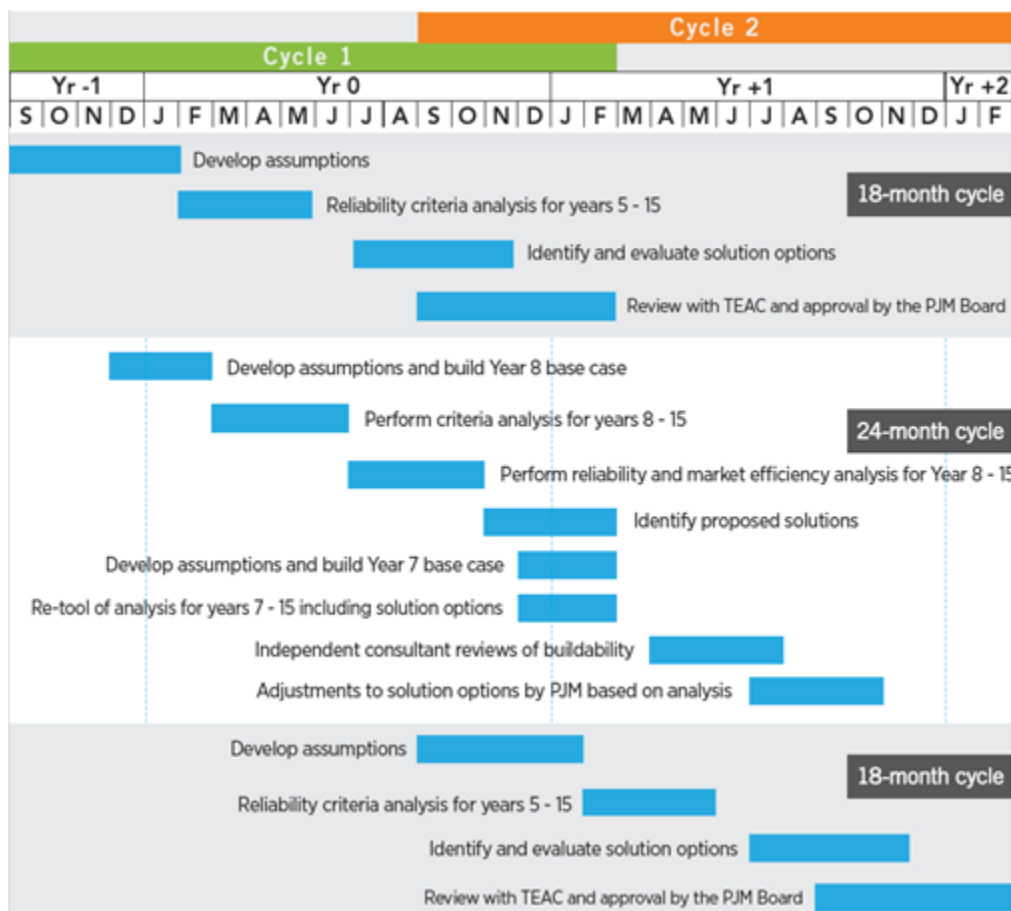 Cycle 2
Cycle 1
Yr -1 Yr 0 Yr +1 Yr +2
S O N D J F M A M J J A S O N D J F M A M J J A S O N D J F
Develop assumptions
18-month cycle
Reliability criteria analysis for years 5 - 15
Identify and evaluate solution options
Review with TEAC and approval by the PJM Board
Develop assumptions and build Year 8 base case
Perform criteria analysis for years 8 - 15
24-month cycle
Perform reliability and market efficiency analysis for Year 8 - 15
Identify proposed solutions
Develop assumptions and build Year 7 base case
Re-tool of analysis for years 7 - 15 including solution options
Independent consultant reviews of buildability
Adjustments to solution options by PJM based on analysis
Develop assumptions
18-month cycle
Reliability criteria analysis for years 5 - 15
Identify and evaluate solution options
Review with TEAC and approval by the PJM Board